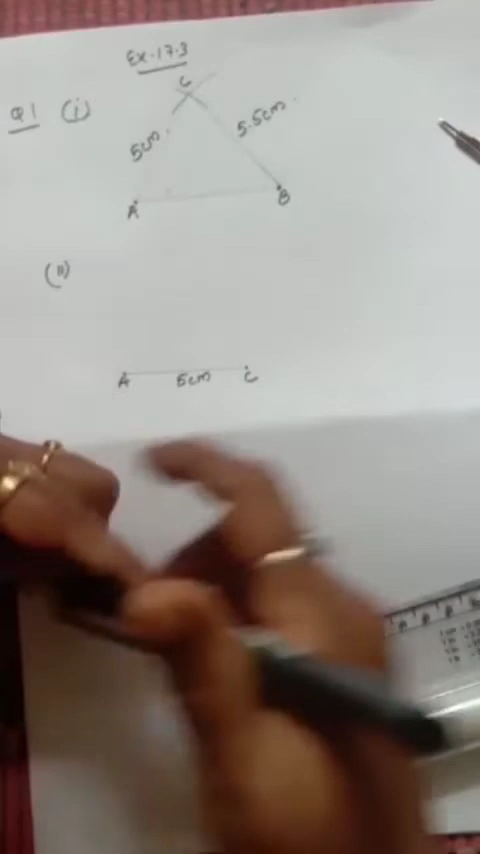 Ex.17.3
Q1 (i)
C
5cm.
5.5cm.
A
B
(ii)
A 5cm C